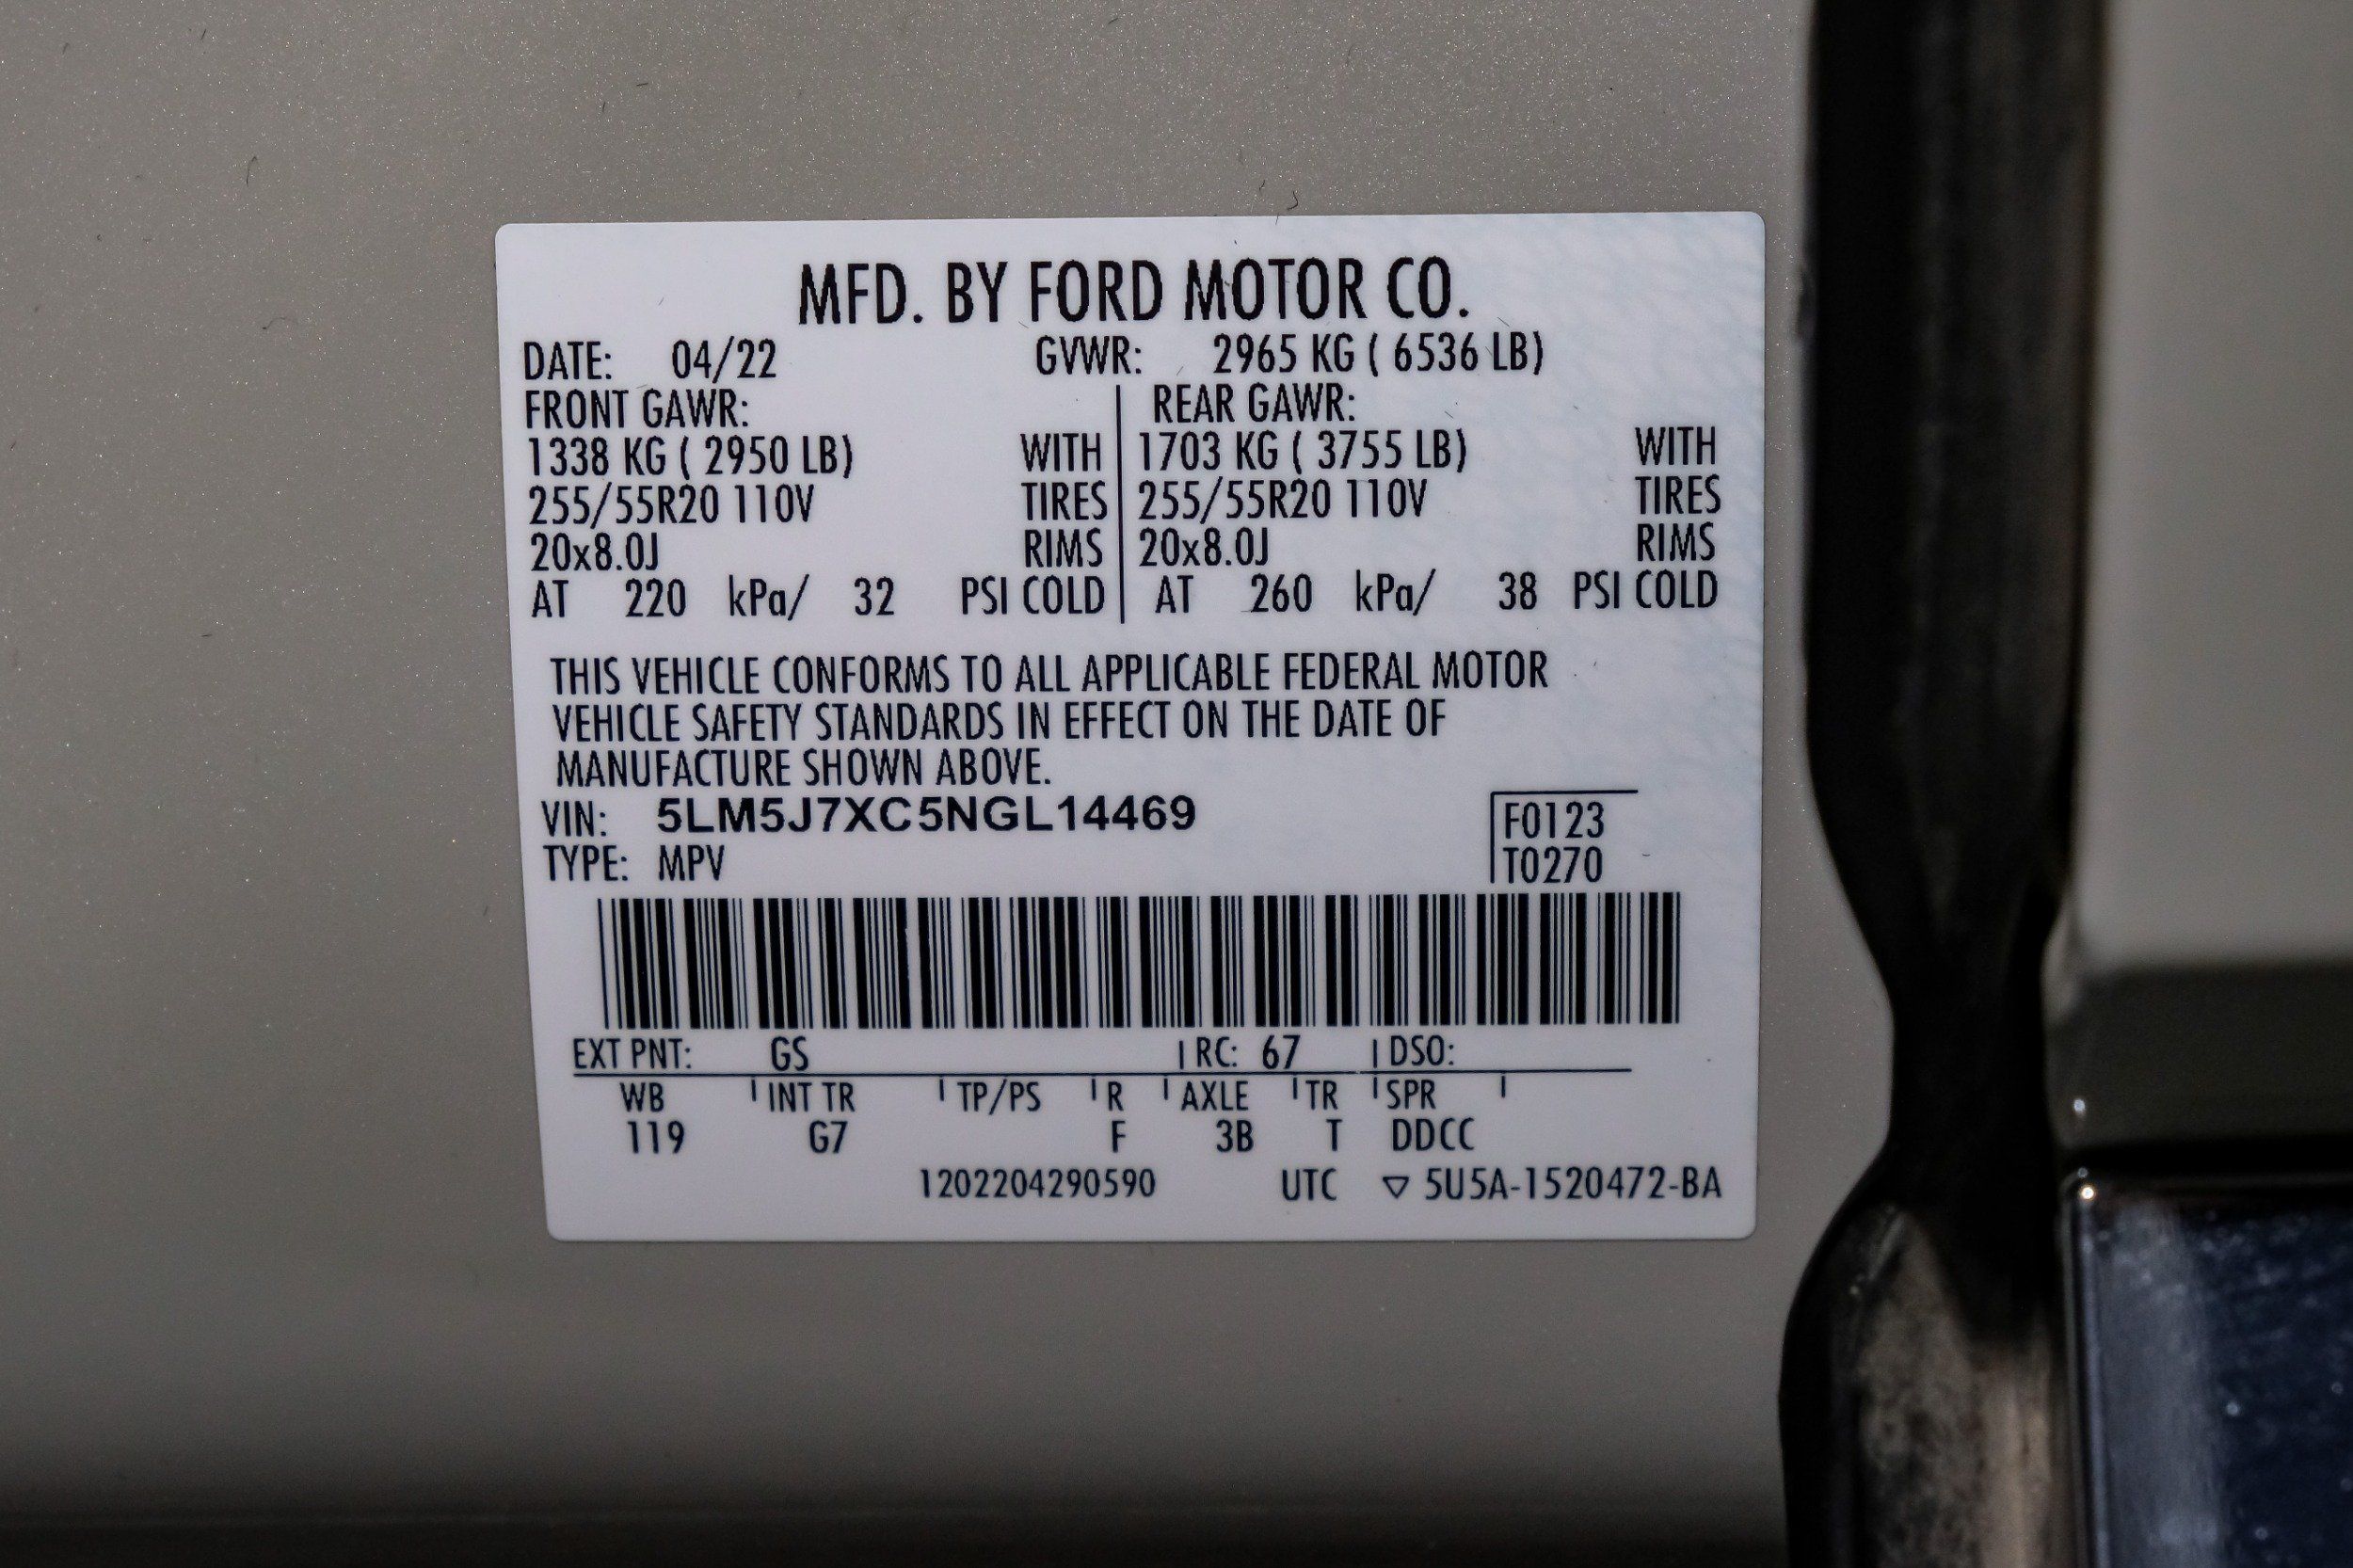 MFD. BY FORD MOTOR CO.
DATE: 04/22 GVWR: 2965 KG ( 6536 LB)
FRONT GAWR: REAR GAWR:
1338 KG ( 2950 LB) WITH 1703 KG ( 3755 LB) WITH
255/55R20 110V TIRES 255/55R20 110V TIRES
20x8.0J RIMS 20x8.0J RIMS
AT 220 kPa/ 32 PSI COLD AT 260 kPa/ 38 PSI COLD
THIS VEHICLE CONFORMS TO ALL APPLICABLE FEDERAL MOTOR
VEHICLE SAFETY STANDARDS IN EFFECT ON THE DATE OF
MANUFACTURE SHOWN ABOVE.
VIN: 5LM5J7XC5NGL14469 F0123
TYPE: MPV T0270
EXT PNT: GS RC: 67 DSO:
WB INT TR TP/PS R AXLE TR SPR
119 G7 F 3B T DDCC
1202204290590 UTC ▽ 5U5A-1520472-BA